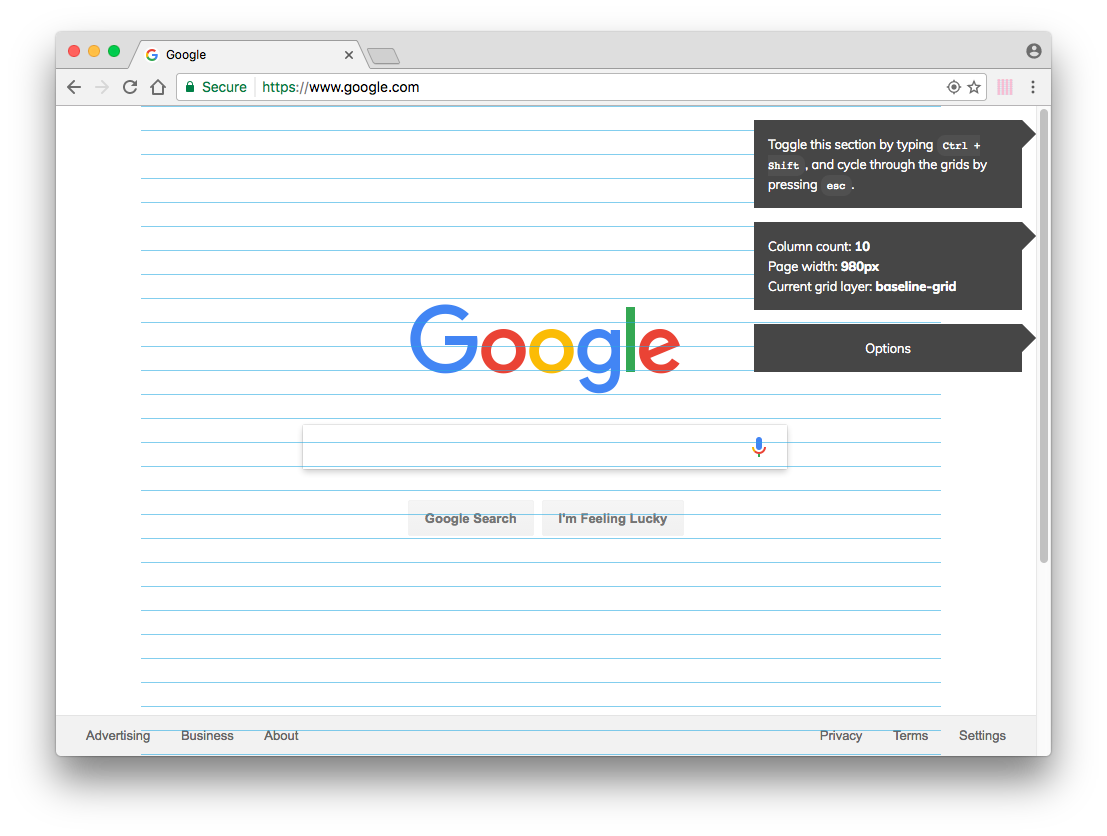 Google
Secure https://www.google.com
Toggle this section by typing Ctrl +
Shift , and cycle through the grids by
pressing esc .
Column count: 10
Page width: 980px
Current grid layer: baseline-grid
Options
Google
Google Search I'm Feeling Lucky
Advertising Business About Privacy Terms Settings